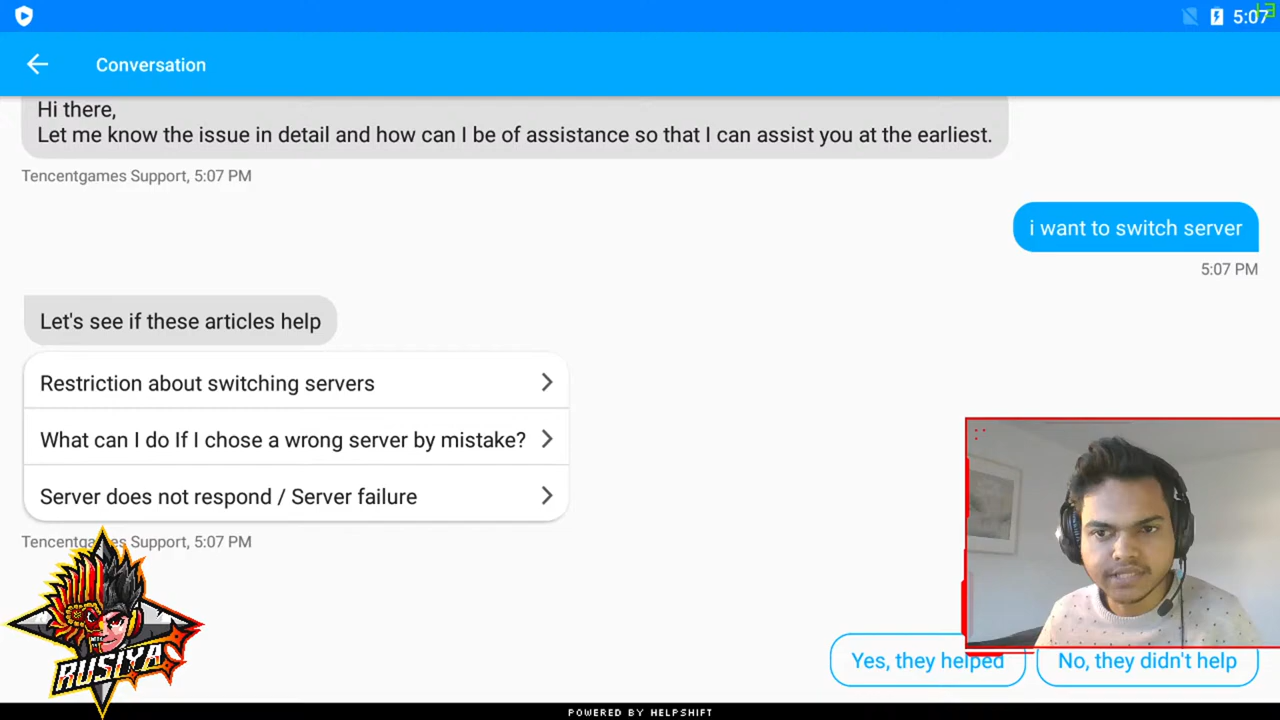 5:07
13
Conversation
Hi there,
Let me know the issue in detail and how can I be of assistance so that I can assist you at the earliest.
Tencentgames Support, 5:07 PM
i want to switch server
5:07 PM
Let's see if these articles help
Restriction about switching servers
What can I do If I chose a wrong server by mistake?
Server does not respond / Server failure
Tencentgames Support, 5:07 PM
RUSIYA
Yes, they helped
No, they didn't help
POWERED BY HELPSHIFT